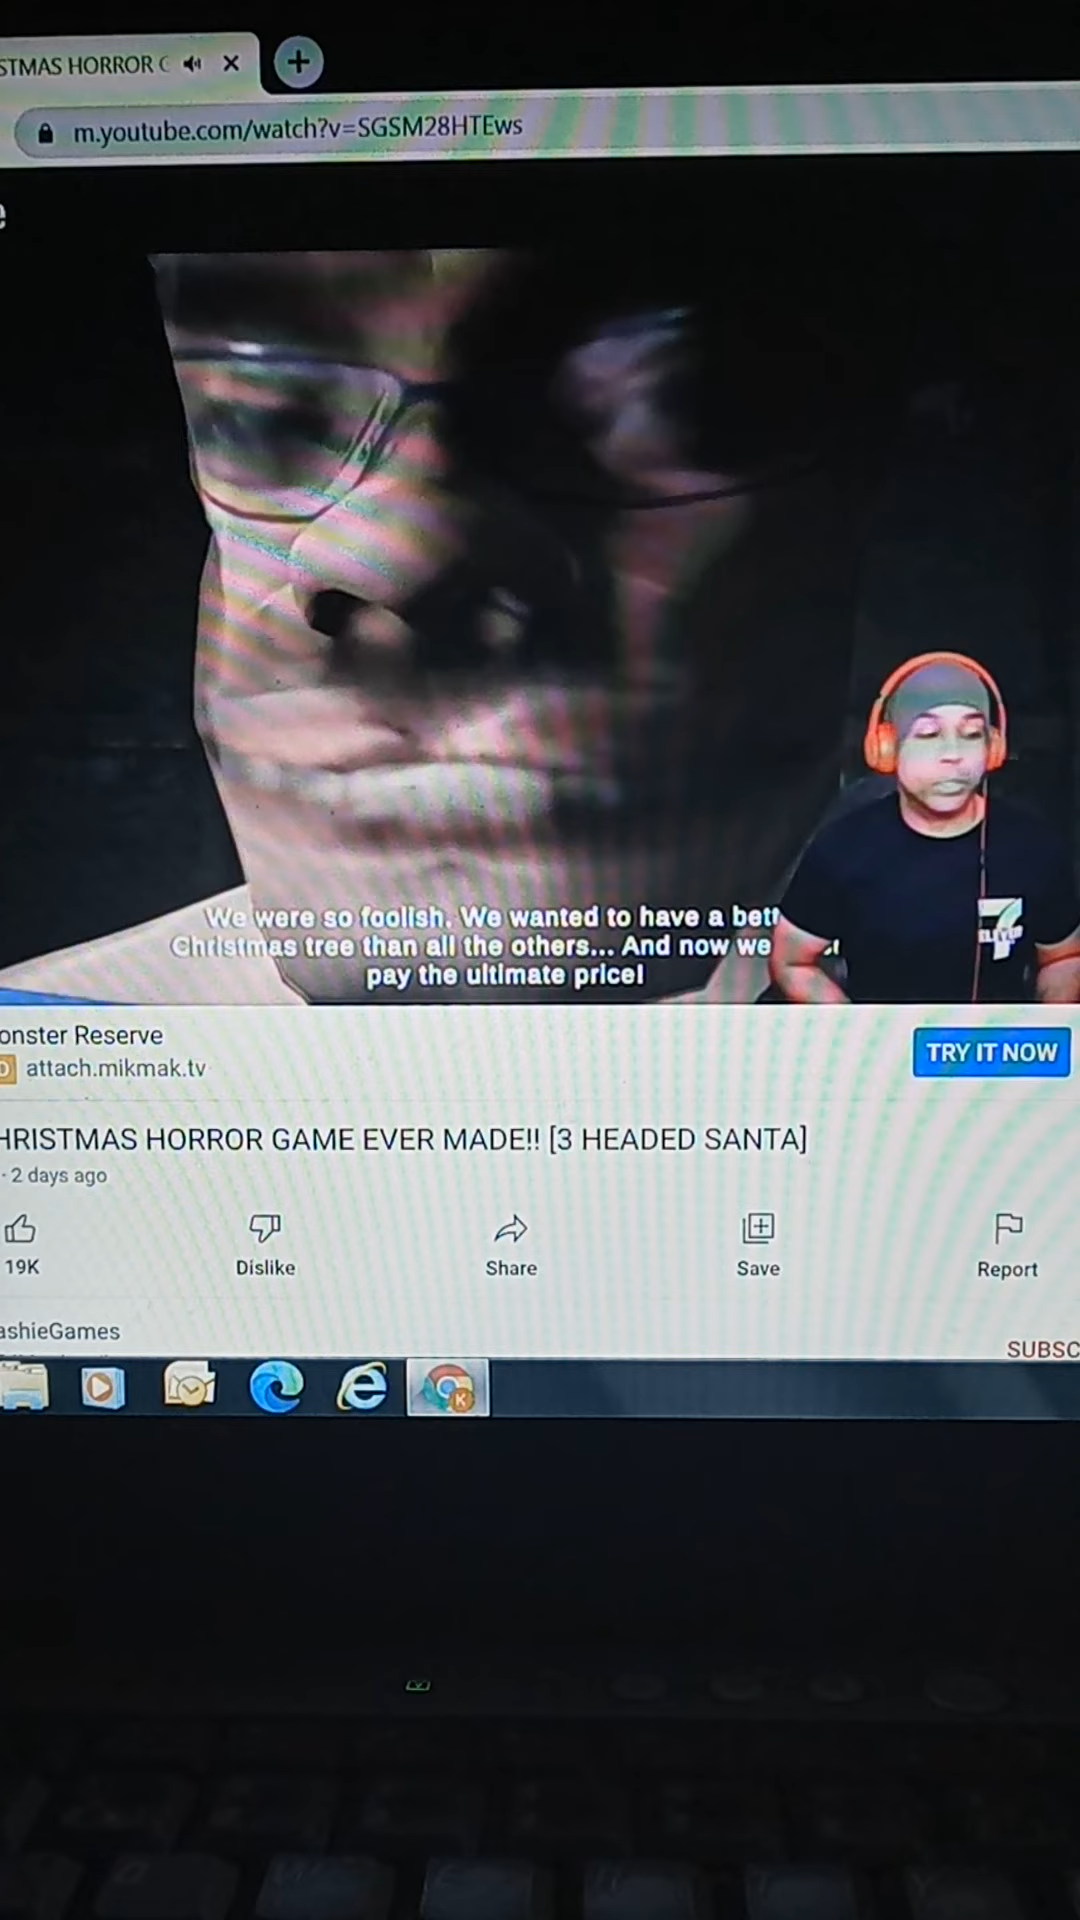 STMAS HORROR
m.youtube.com/watch?v=SGSM28HTEws
e
We were so foolish. We wanted to have a bett
Christmas tree than all the others... And now we
pay the ultimate price!
7
ELEVEN
onster Reserve
attach.mikmak.tv
TRY IT NOW
HRISTMAS HORROR GAME EVER MADE!! [3 HEADED SANTA]
· 2 days ago
19K
Dislike
Share
Save
Report
ashieGames
SUBSC
K